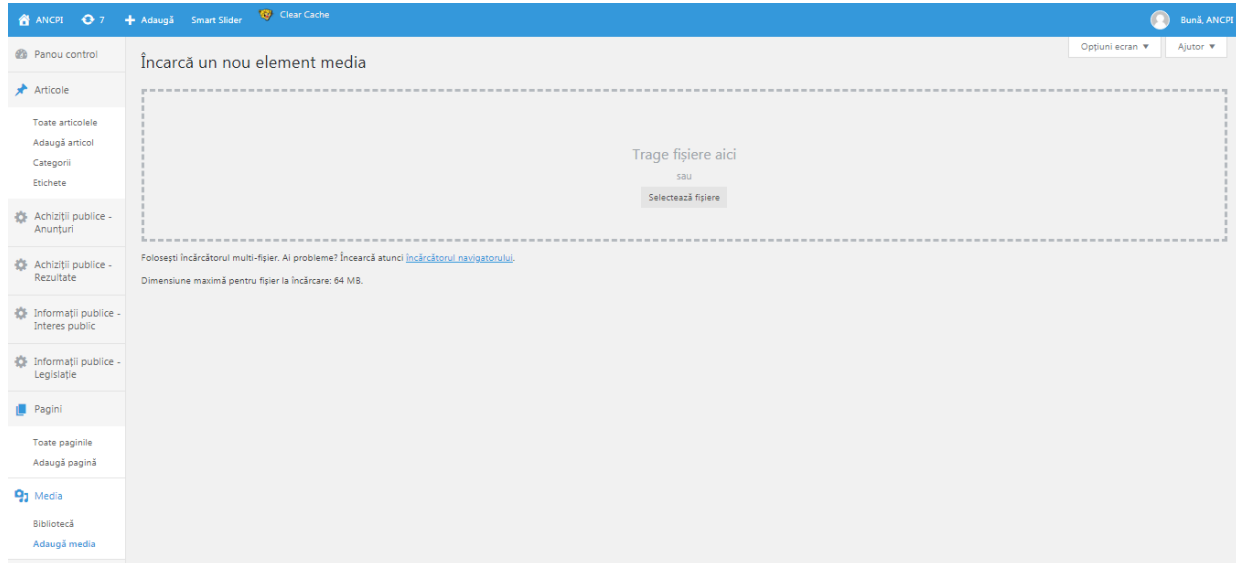 ANCPI 7 Adaugă Smart Slider Clear Cache Bună, ANCPI
Opțiuni ecran ▼ Ajutor ▼
Panou control
Articole
Toate articolele
Adaugă articol
Categorii
Etichete
Achiziții publice -
Anunțuri
Achiziții publice -
Rezultate
Informații publice -
Interes public
Informații publice -
Legislație
Pagini
Toate paginile
Adaugă pagină
Media
Bibliotecă
Adaugă media
Încarcă un nou element media
Trage fișiere aici
sau
Selectează fișiere
Folosești încărcătorul multi-fișier. Ai probleme? Încearcă atunci încărcătorul navigatorului.
Dimensiune maximă pentru fișier la încărcare: 64 MB.